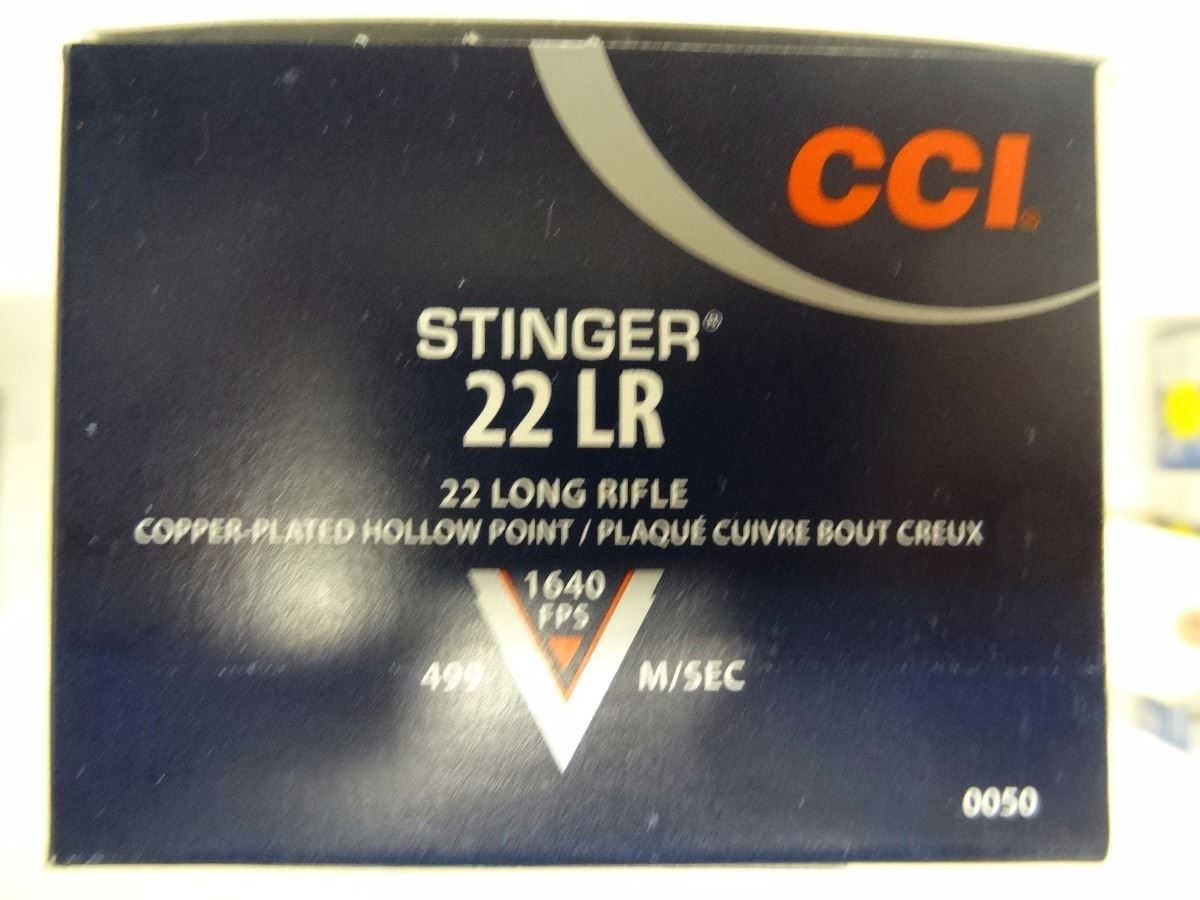 CCI®
STINGER®
22 LR
22 LONG RIFLE
COPPER-PLATED HOLLOW POINT / PLAQUÉ CUIVRE BOUT CREUX
1640
FPS
499 M/SEC
0050